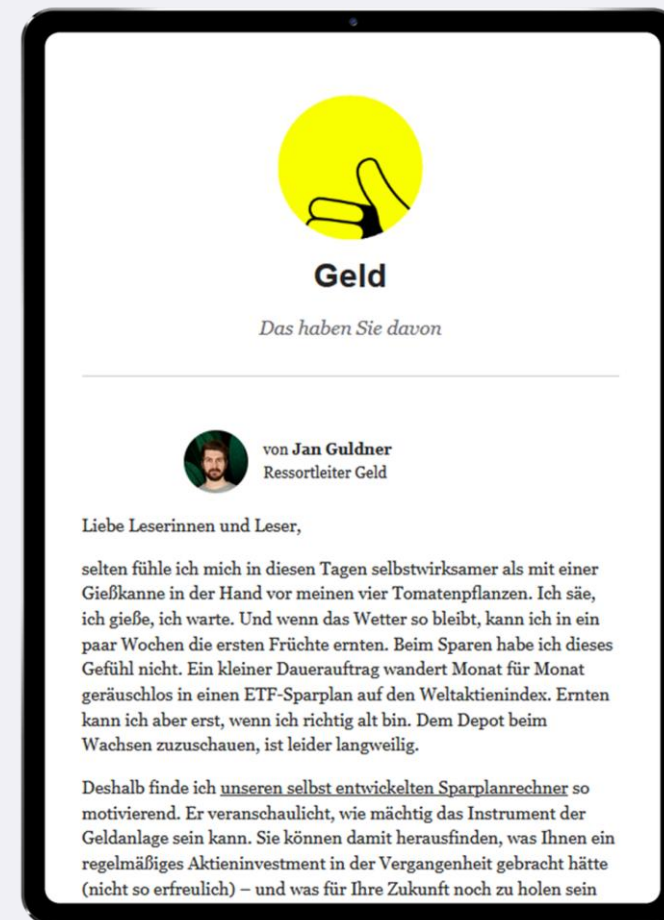 Geld
Das haben Sie davon
von Jan Guldner
Ressortleiter Geld
Liebe Leserinnen und Leser,
selten fühle ich mich in diesen Tagen selbstwirksamer als mit einer
Gießkanne in der Hand vor meinen vier Tomatenpflanzen. Ich säe,
ich gieße, ich warte. Und wenn das Wetter so bleibt, kann ich in ein
paar Wochen die ersten Früchte ernten. Beim Sparen habe ich dieses
Gefühl nicht. Ein kleiner Dauerauftrag wandert Monat für Monat
geräuschlos in einen ETF-Sparplan auf den Weltaktienindex. Ernten
kann ich aber erst, wenn ich richtig alt bin. Dem Depot beim
Wachsen zuzuschauen, ist leider langweilig.
Deshalb finde ich unseren selbst entwickelten Sparplanrechner so
motivierend. Er veranschaulicht, wie mächtig das Instrument der
Geldanlage sein kann. Sie können damit herausfinden, was Ihnen ein
regelmäßiges Aktieninvestment in der Vergangenheit gebracht hätte
(nicht so erfreulich) – und was für Ihre Zukunft noch zu holen sein